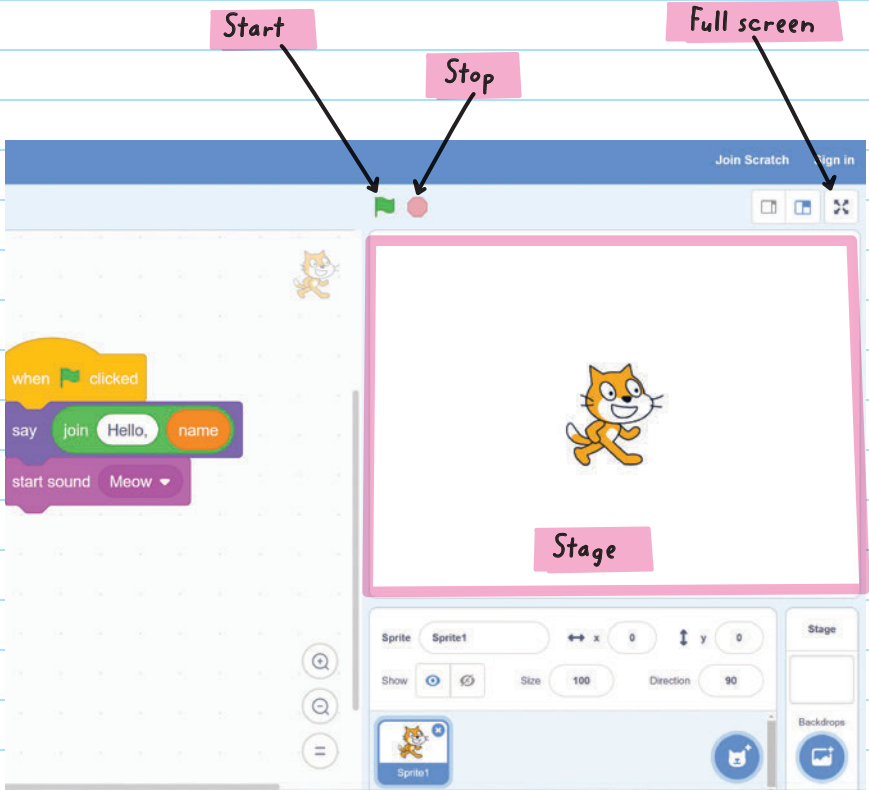 Start
Full screen
Stop
Join Scratch Sign in
when clicked
say join Hello, name
start sound Meow
Stage
Sprite Sprite1 x 0 y 0
Stage
Show Size 100 Direction 90
Backdrops
Sprite1